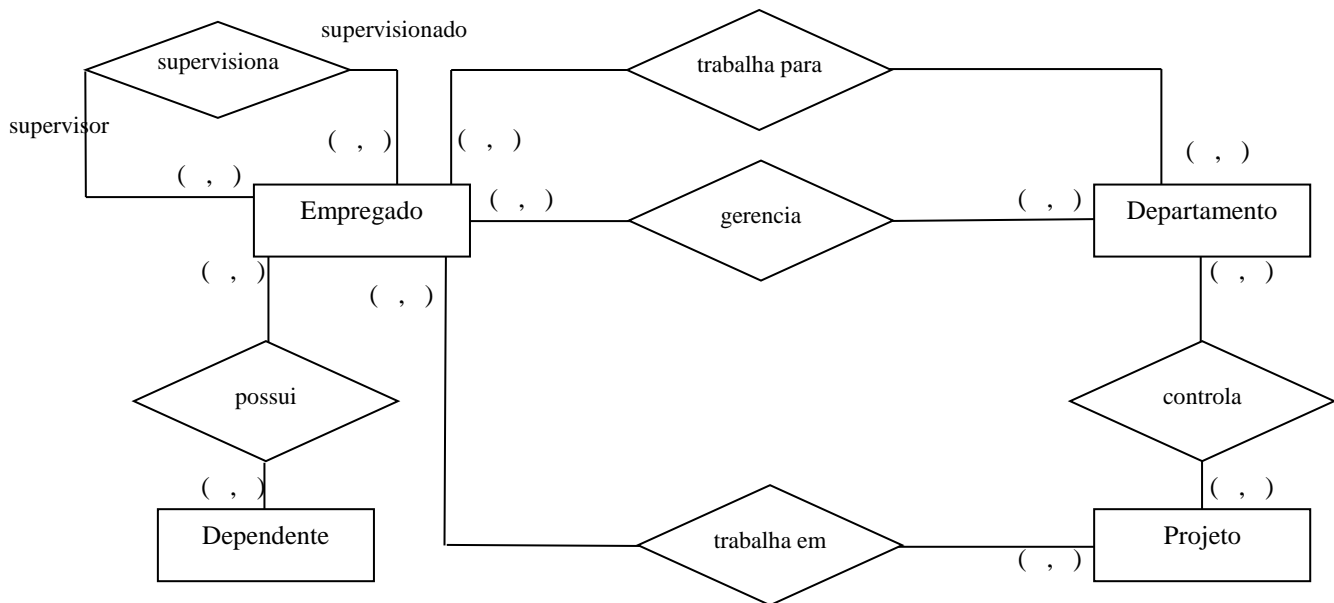 supervisionado
supervisiona
trabalha para
supervisor
( , )
( , )
( , )
( , )
Empregado
( , )
gerencia
( , )
Departamento
( , )
( , )
( , )
possui
controla
( , )
( , )
Dependente
trabalha em
Projeto
( , )